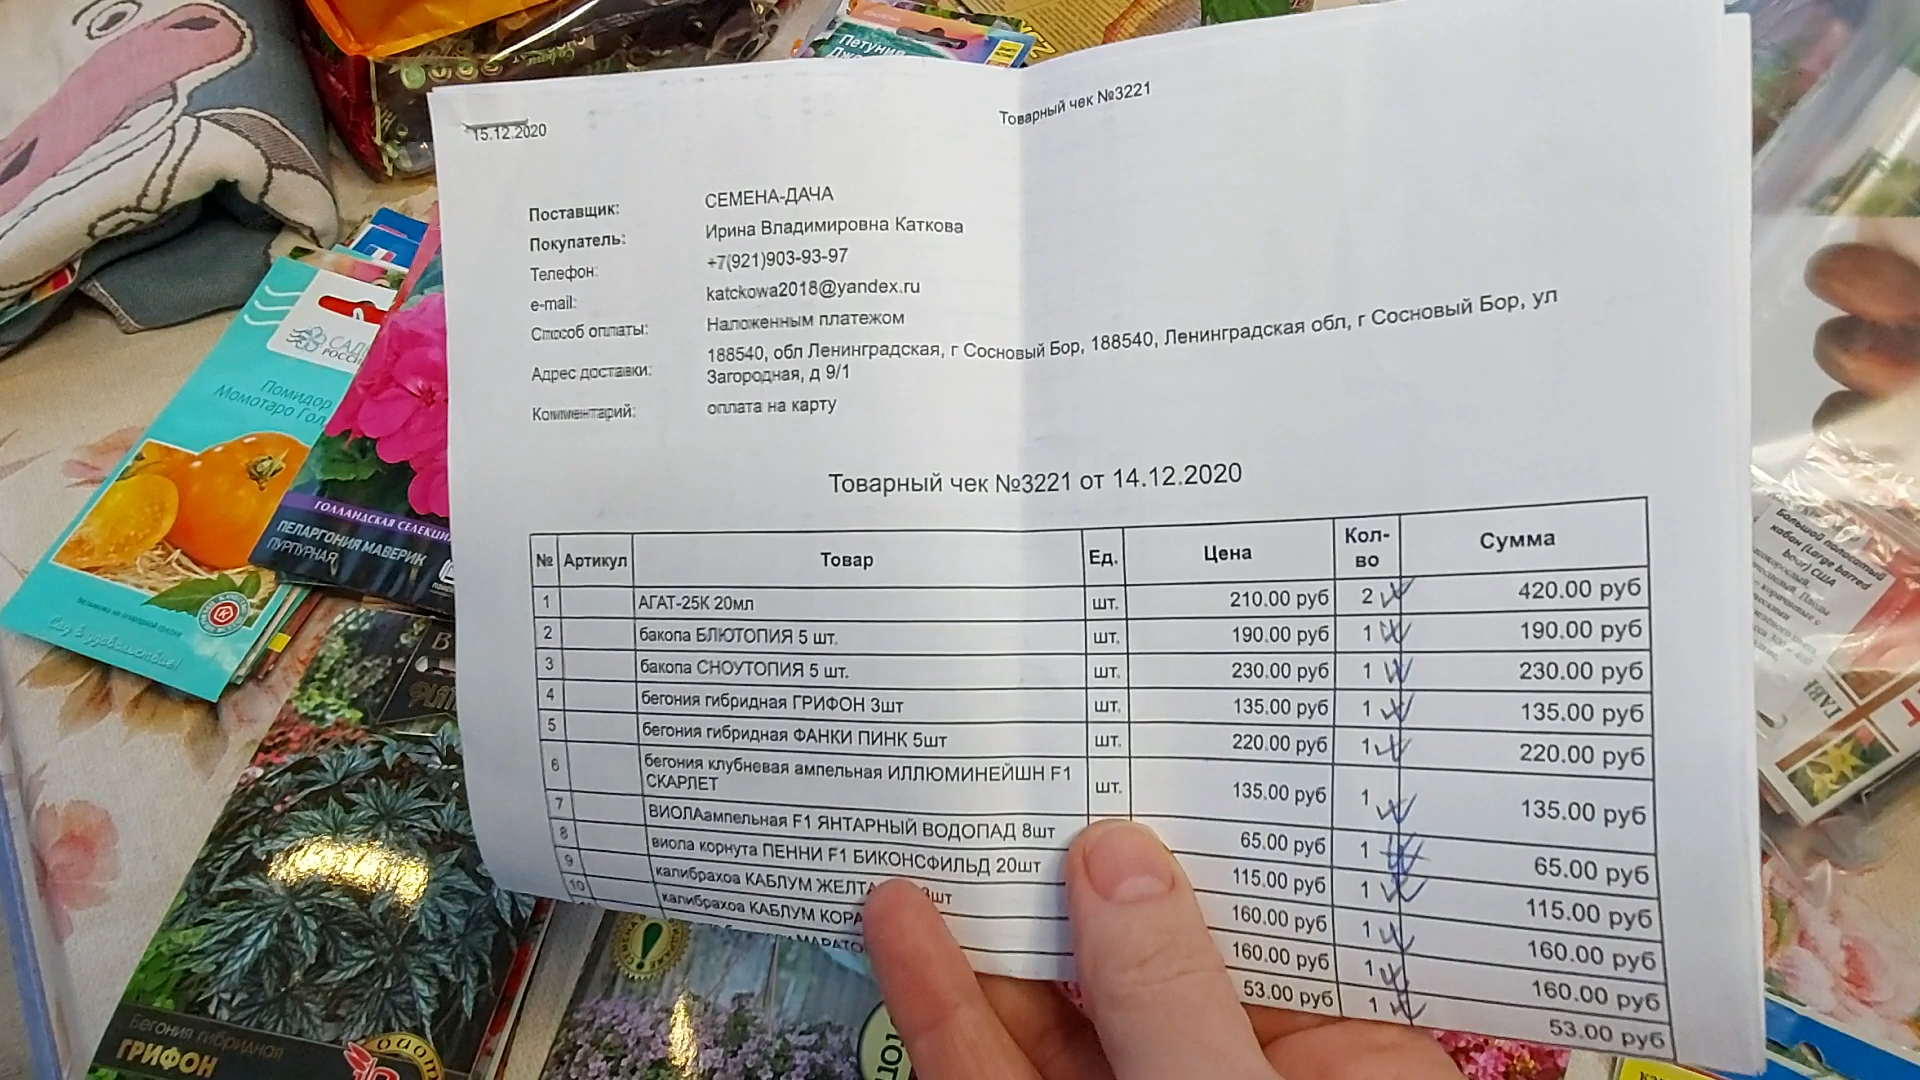 15.12.2020
Товарный чек №3221
Поставщик: СЕМЕНА-ДАЧА
Покупатель: Ирина Владимировна Каткова
Телефон: +7(921)903-93-97
e-mail: katckowa2018@yandex.ru
Способ оплаты: Наложенным платежом
Адрес доставки: 188540, обл Ленинградская, г Сосновый Бор, 188540, Ленинградская обл, г Сосновый Бор, ул
Загородная, д 9/1
Комментарий: оплата на карту
Товарный чек №3221 от 14.12.2020
№ Артикул Товар Ед. Цена Кол-во Сумма
1 АГАТ-25К 20мл шт. 210.00 руб 2 420.00 руб
2 бакопа БЛЮТОПИЯ 5 шт. шт. 190.00 руб 1 190.00 руб
3 бакопа СНОУТОПИЯ 5 шт. шт. 230.00 руб 1 230.00 руб
4 бегония гибридная ГРИФОН 3шт шт. 135.00 руб 1 135.00 руб
5 бегония гибридная ФАНКИ ПИНК 5шт шт. 220.00 руб 1 220.00 руб
6 бегония клубневая ампельная ИЛЛЮМИНЕЙШН F1
СКАРЛЕТ шт. 135.00 руб 1 135.00 руб
7 ВИОЛАампельная F1 ЯНТАРНЫЙ ВОДОПАД 8шт 65.00 руб 1 65.00 руб
8 виола корнута ПЕННИ F1 БИКОНСФИЛЬД 20шт 115.00 руб 1 115.00 руб
9 калибрахоа КАБЛУМ 160.00 руб 1 160.00 руб
10 калибрахоа КАБЛУМ 160.00 руб 1 160.00 руб
53.00 руб 1 53.00 руб
Петуния
Помидор
Момотаро
ГОЛЛАНДСКАЯ СЕЛЕКЦИЯ
ПЕЛАРГОНИЯ МАВЕРИК
ПУРПУРНАЯ
Сад в удовольствие!
Бегония гибридная
ГРИФОН
Большой полосатый
кабан (Large barred
boar) США